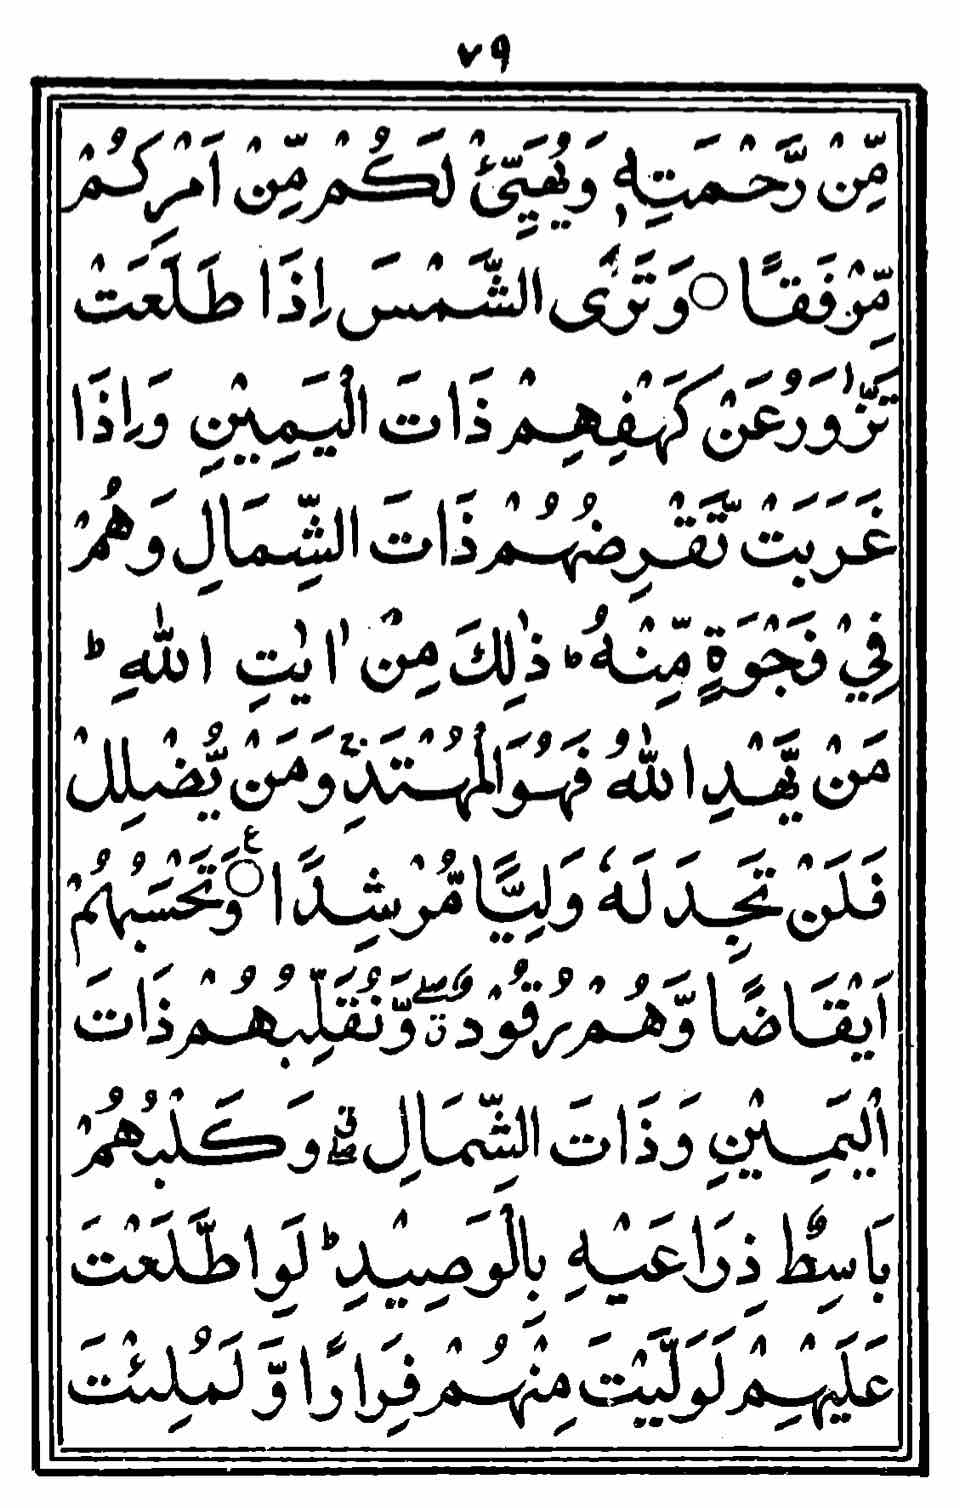 ٧٩
مِّنْ رَّحْمَتِهٖ وَيُهَيِّئْ لَكُمْ مِّنْ اَمْرِكُمْ
مِّرْفَقًا ○ وَتَرَى الشَّمْسَ اِذَا طَلَعَتْ
تَّزٰوَرُ عَنْ كَهْفِهِمْ ذَاتَ الْيَمِيْنِ وَاِذَا
غَرَبَتْ تَّقْرِضُهُمْ ذَاتَ الشِّمَالِ وَهُمْ
فِيْ فَجْوَةٍ مِّنْهُ ؕ ذٰلِكَ مِنْ اٰيٰتِ اللّٰهِ ؕ
مَنْ يَّهْدِ اللّٰهُ فَهُوَ الْمُهْتَدِ ۚ وَمَنْ يُّضْلِلْ
فَلَنْ تَجِدَ لَهٗ وَلِيًّا مُّرْشِدًا ○ ع وَتَحْسَبُهُمْ
اَيْقَاظًا وَّهُمْ رُقُوْدٌ ۖ ق وَّنُقَلِّبُهُمْ ذَاتَ
الْيَمِيْنِ وَذَاتَ الشِّمَالِ ۖ ق وَكَلْبُهُمْ
بَاسِطٌ ذِرَاعَيْهِ بِالْوَصِيْدِ ؕ لَوِ اطَّلَعْتَ
عَلَيْهِمْ لَوَلَّيْتَ مِنْهُمْ فِرَارًا وَّ لَمُلِئْتَ